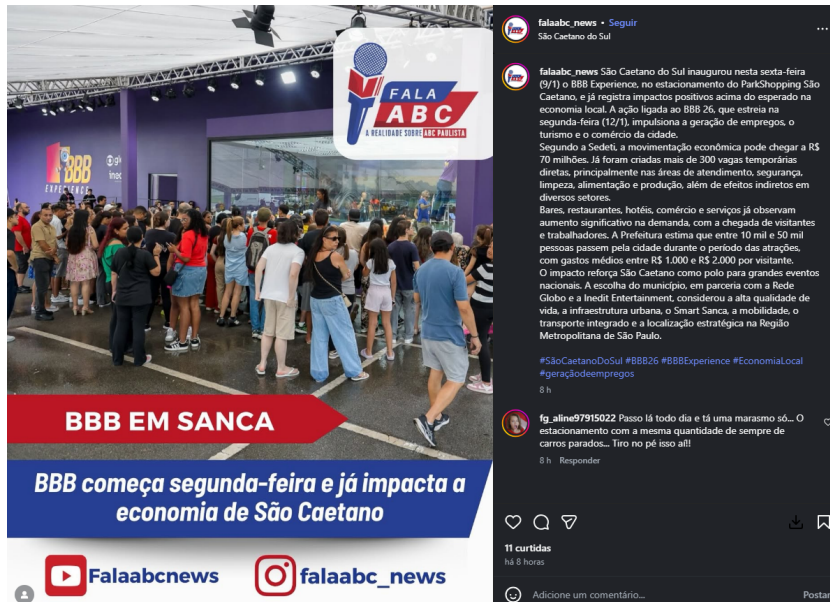 FALA
ABC
A REALIDADE SOBRE ABC PAULISTA
BBB
EXPERIENCE
BBB EM SANCA
BBB começa segunda-feira e já impacta a
economia de São Caetano
Falaabcnews
falaabc_news
falaabc_news • Seguir
São Caetano do Sul
falaabc_news São Caetano do Sul inaugurou nesta sexta-feira
(9/1) o BBB Experience, no estacionamento do ParkShopping São
Caetano, e já registra impactos positivos acima do esperado na
economia local. A ação ligada ao BBB 26, que estreia na
segunda-feira (12/1), impulsiona a geração de empregos, o
turismo e o comércio da cidade.
Segundo a Sedeti, a movimentação econômica pode chegar a R$
70 milhões. Já foram criadas mais de 300 vagas temporárias
diretas, principalmente nas áreas de atendimento, segurança,
limpeza, alimentação e produção, além de efeitos indiretos em
diversos setores.
Bares, restaurantes, hotéis, comércio e serviços já observam
aumento significativo na demanda, com a chegada de visitantes
e trabalhadores. A Prefeitura estima que entre 10 mil e 50 mil
pessoas passem pela cidade durante o período das atrações,
com gastos médios entre R$ 1.000 e R$ 2.000 por visitante.
O impacto reforça São Caetano como polo para grandes eventos
nacionais. A escolha do município, em parceria com a Rede
Globo e a Inedit Entertainment, considerou a alta qualidade de
vida, a infraestrutura urbana, o Smart Sanca, a mobilidade, o
transporte integrado e a localização estratégica na Região
Metropolitana de São Paulo.
#SãoCaetanoDoSul #BBB26 #BBBExperience #EconomiaLocal
#geraçãodeempregos
8 h
fg_aline97915022 Passo lá todo dia e tá uma marasmo só... O
estacionamento com a mesma quantidade de sempre de
carros parados... Tiro no pé isso aí!!
8 h Responder
11 curtidas
há 8 horas
Adicione um comentário...
Postar